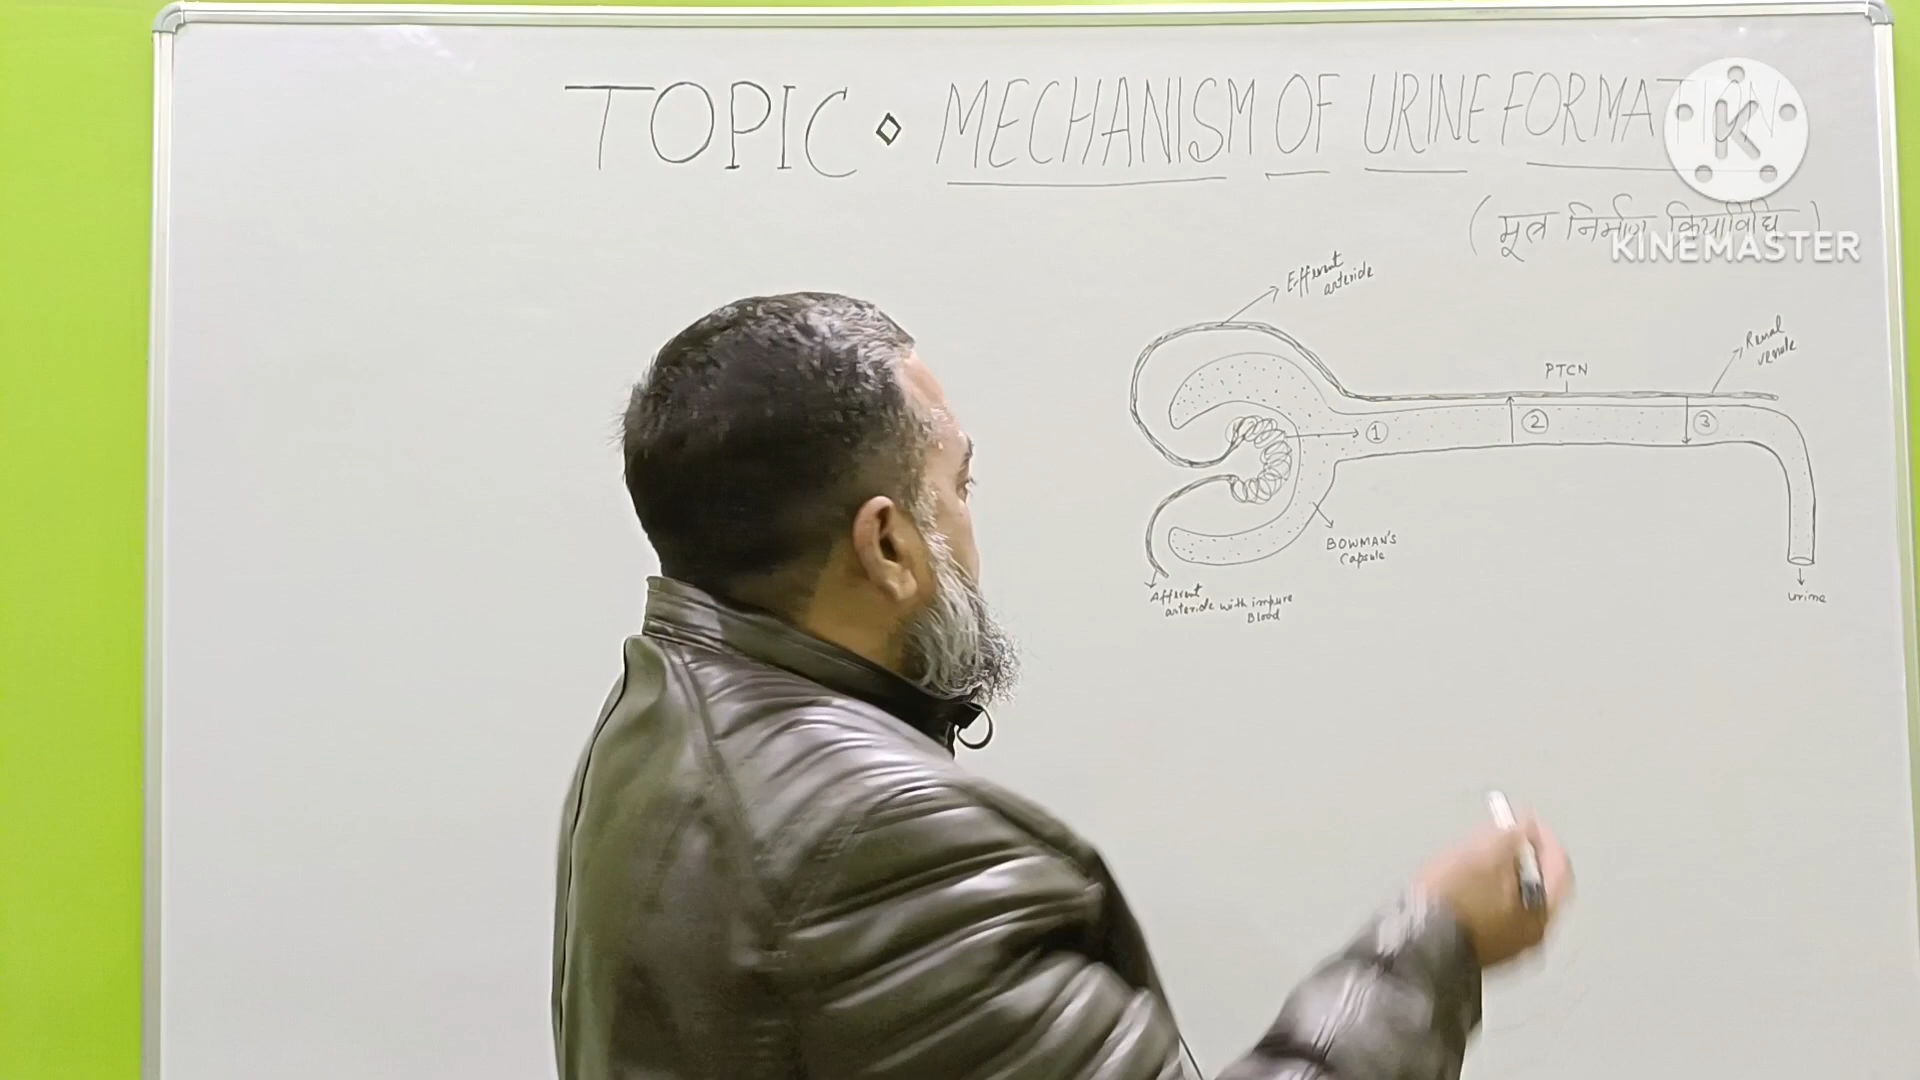 TOPIC ⋄ MECHANISM OF URINE FORMATION
K
(मूत्र निर्माण क्रियाविधि)
KINEMASTER
Efferent
arteriole
Renal
venule
PTCN
1
2
3
BOWMAN'S
Capsule
Afferent
arteriole with impure
Blood
urine